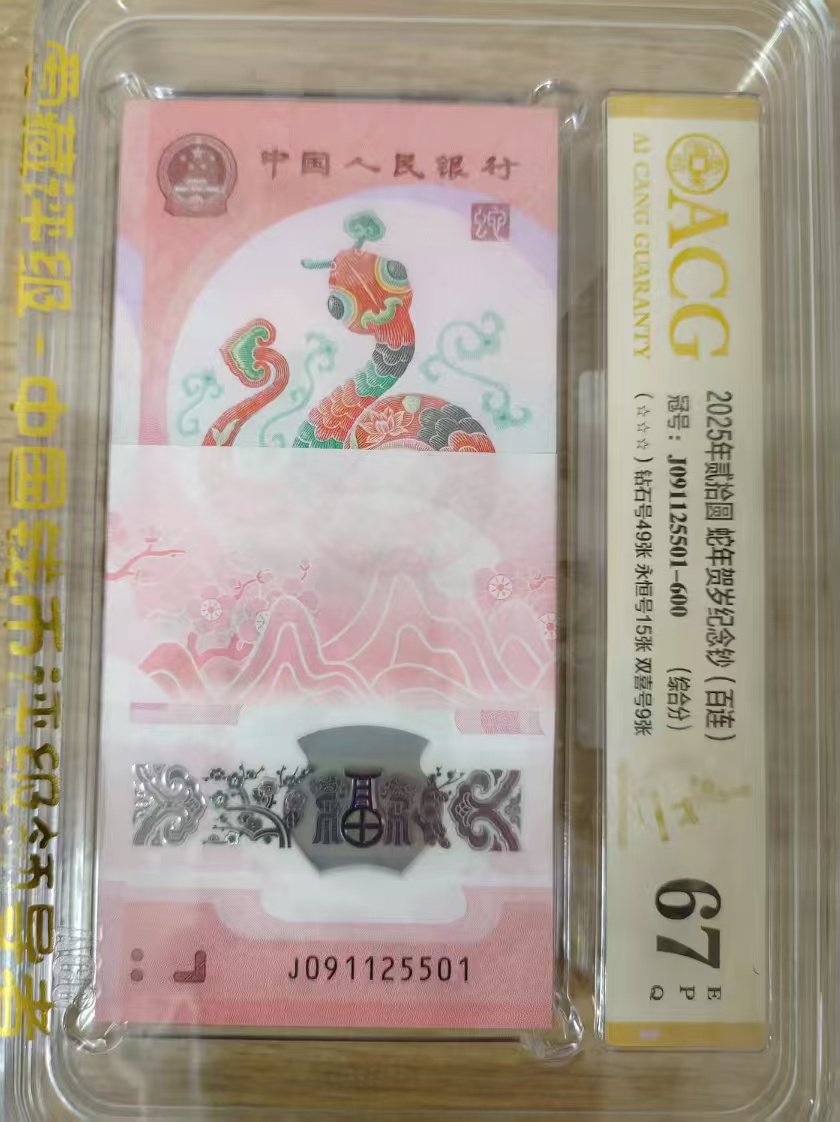 爱藏评级-中国钱币评级领导者
中国人民银行
J091125501
ACG
AI CANG GUARANTY
2025年贰拾圆 蛇年贺岁纪念钞（百连）
冠号：J091125501-600 （综合分）
（☆☆☆）钻石号49张 永恒号15张 双喜号9张
67
E
P
Q